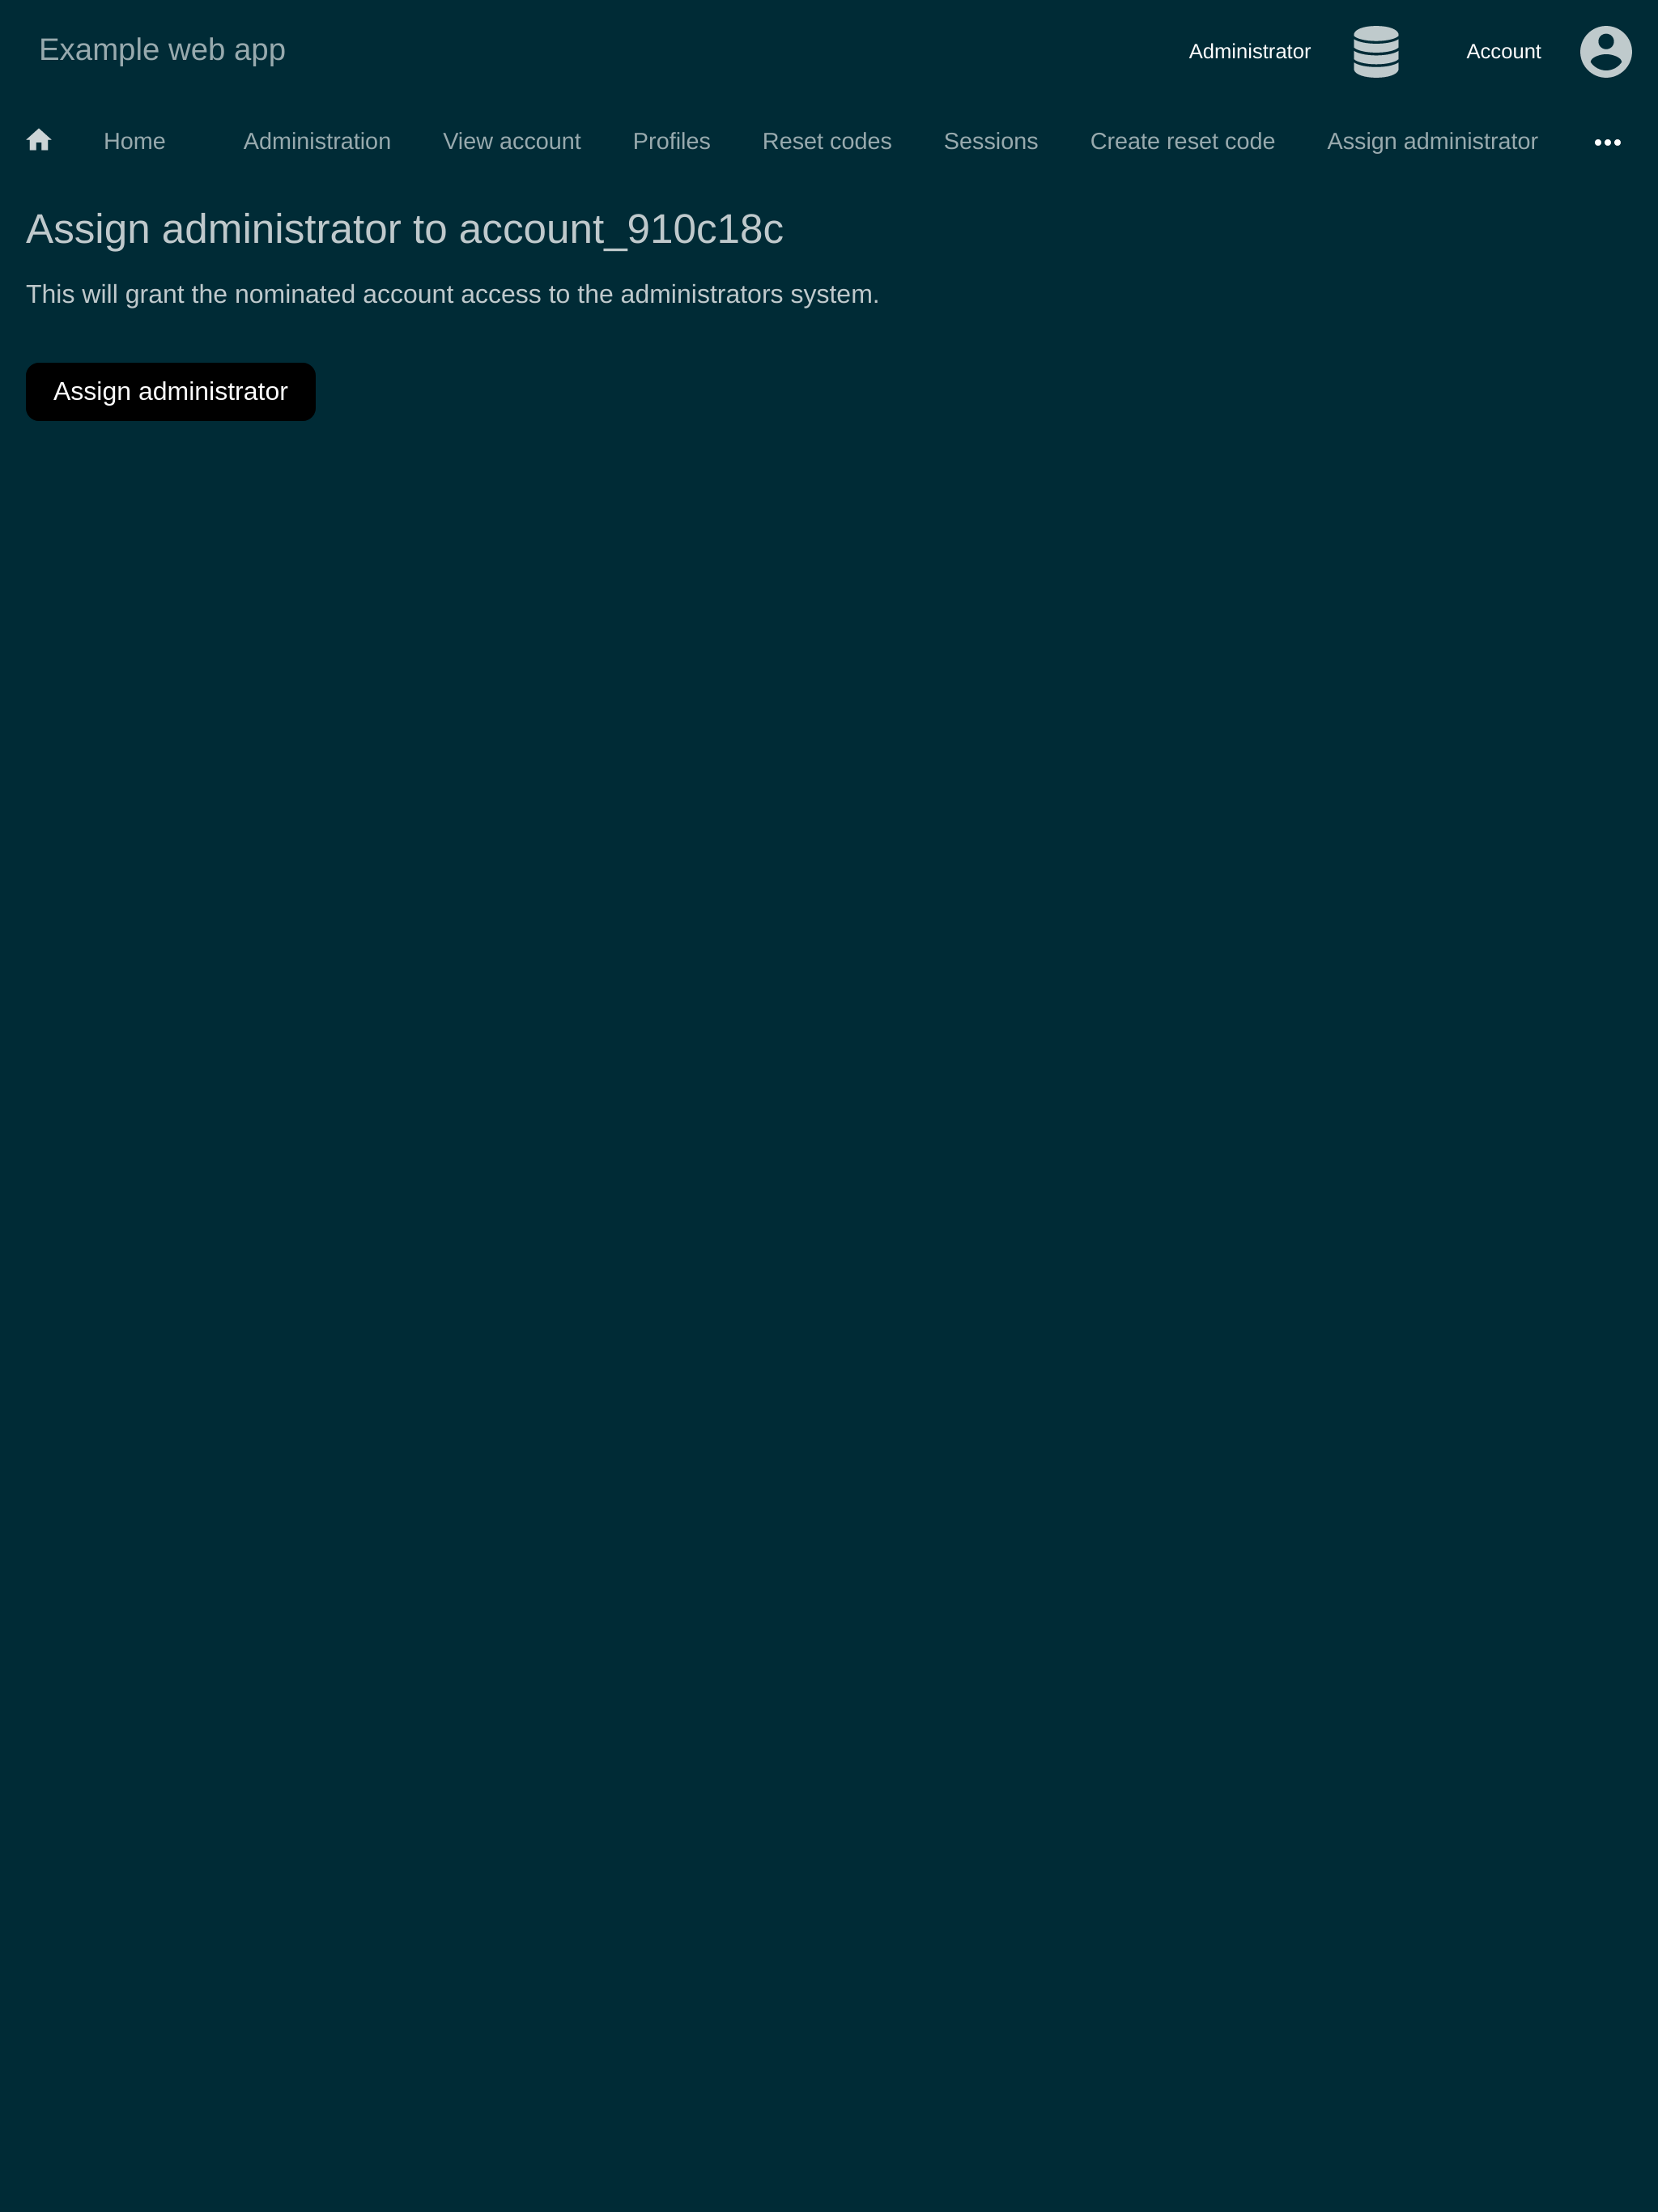 Example web app
Administrator
Account
Home
Administration
View account
Profiles
Reset codes
Sessions
Create reset code
Assign administrator
Assign administrator to account_910c18c
This will grant the nominated account access to the administrators system.
Assign administrator